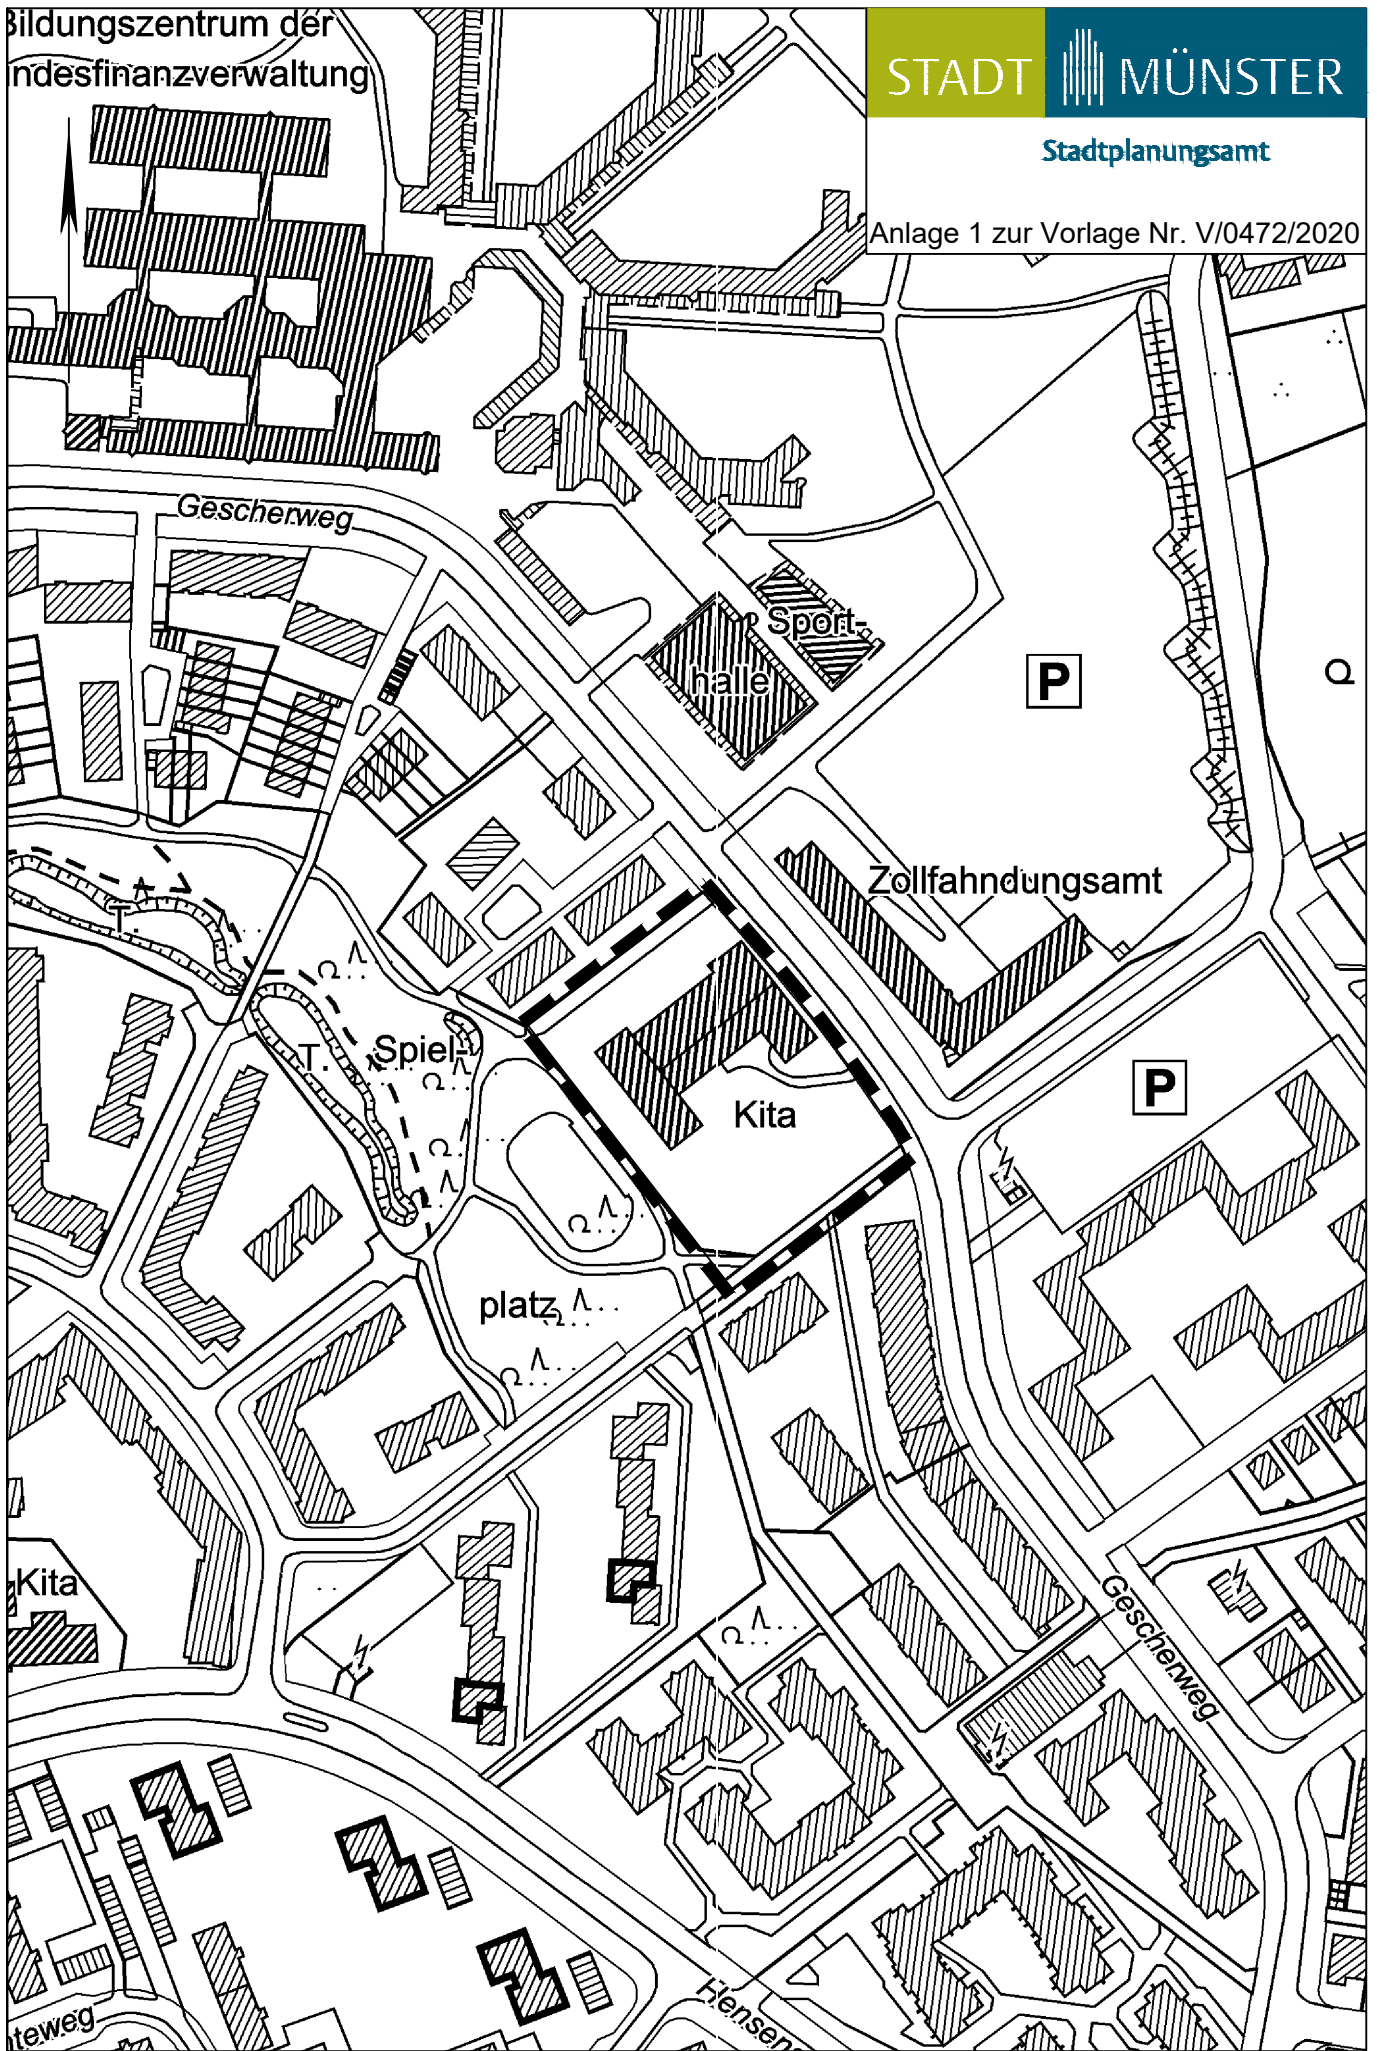 Bildungszentrum der
indesfinanzverwaltung
STADT MÜNSTER
Stadtplanungsamt
Anlage 1 zur Vorlage Nr. V/0472/2020
Gescherweg
Sport-
halle
P
Zollfahndungsamt
T.
T.
Spiel-
P
Kita
platz
Kita
Gescherweg
Hensen
teweg